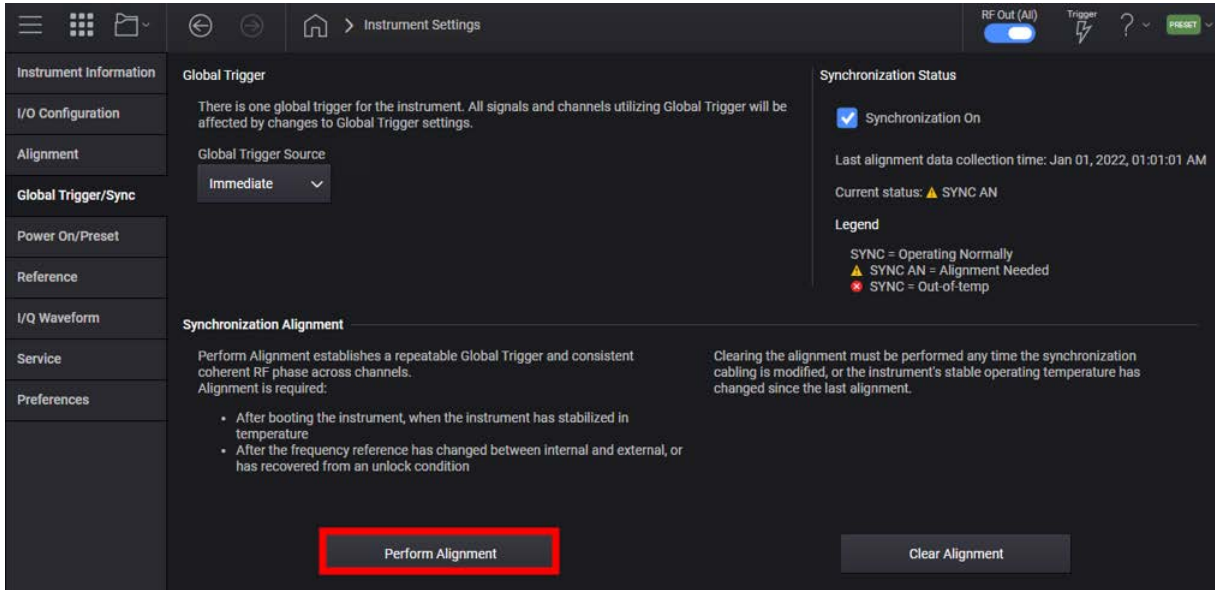 Instrument Settings
RF Out (All)
Trigger
?
PRESET
Instrument Information
I/O Configuration
Alignment
Global Trigger/Sync
Power On/Preset
Reference
I/Q Waveform
Service
Preferences
Global Trigger
There is one global trigger for the instrument. All signals and channels utilizing Global Trigger will be
affected by changes to Global Trigger settings.
Global Trigger Source
Immediate
Synchronization Status
Synchronization On
Last alignment data collection time: Jan 01, 2022, 01:01:01 AM
Current status: SYNC AN
Legend
SYNC = Operating Normally
SYNC AN = Alignment Needed
SYNC = Out-of-temp
Synchronization Alignment
Perform Alignment establishes a repeatable Global Trigger and consistent
coherent RF phase across channels.
Alignment is required:
• After booting the instrument, when the instrument has stabilized in
temperature
• After the frequency reference has changed between internal and external, or
has recovered from an unlock condition
Clearing the alignment must be performed any time the synchronization
cabling is modified, or the instrument's stable operating temperature has
changed since the last alignment.
Perform Alignment
Clear Alignment